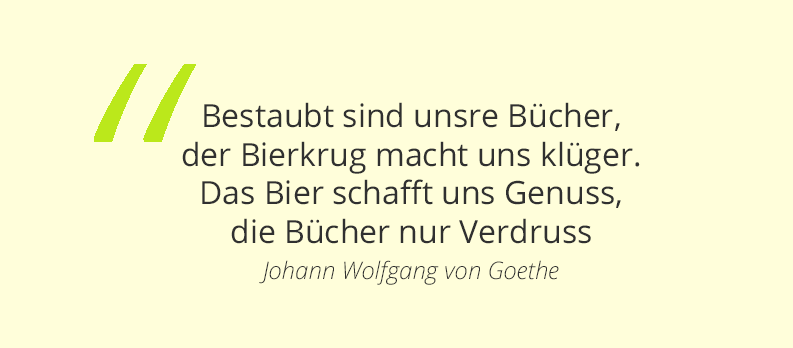 Bestaubt sind unsre Bücher,
der Bierkrug macht uns klüger.
Das Bier schafft uns Genuss,
die Bücher nur Verdruss
Johann Wolfgang von Goethe